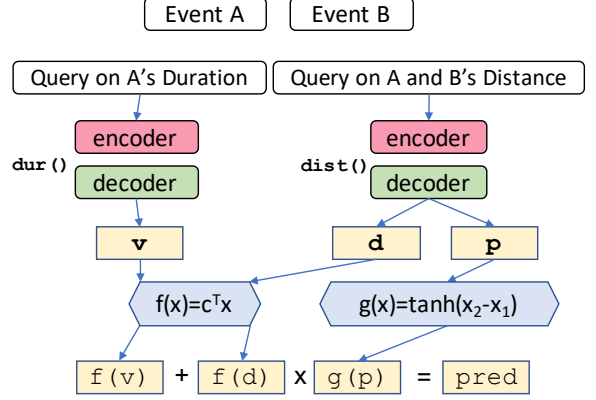 Event A Event B
Query on A's Duration Query on A and B's Distance
encoder encoder
dur() dist()
decoder decoder
v d p
f(x)=cᵀx g(x)=tanh(x₂-x₁)
f(v) + f(d) x g(p) = pred